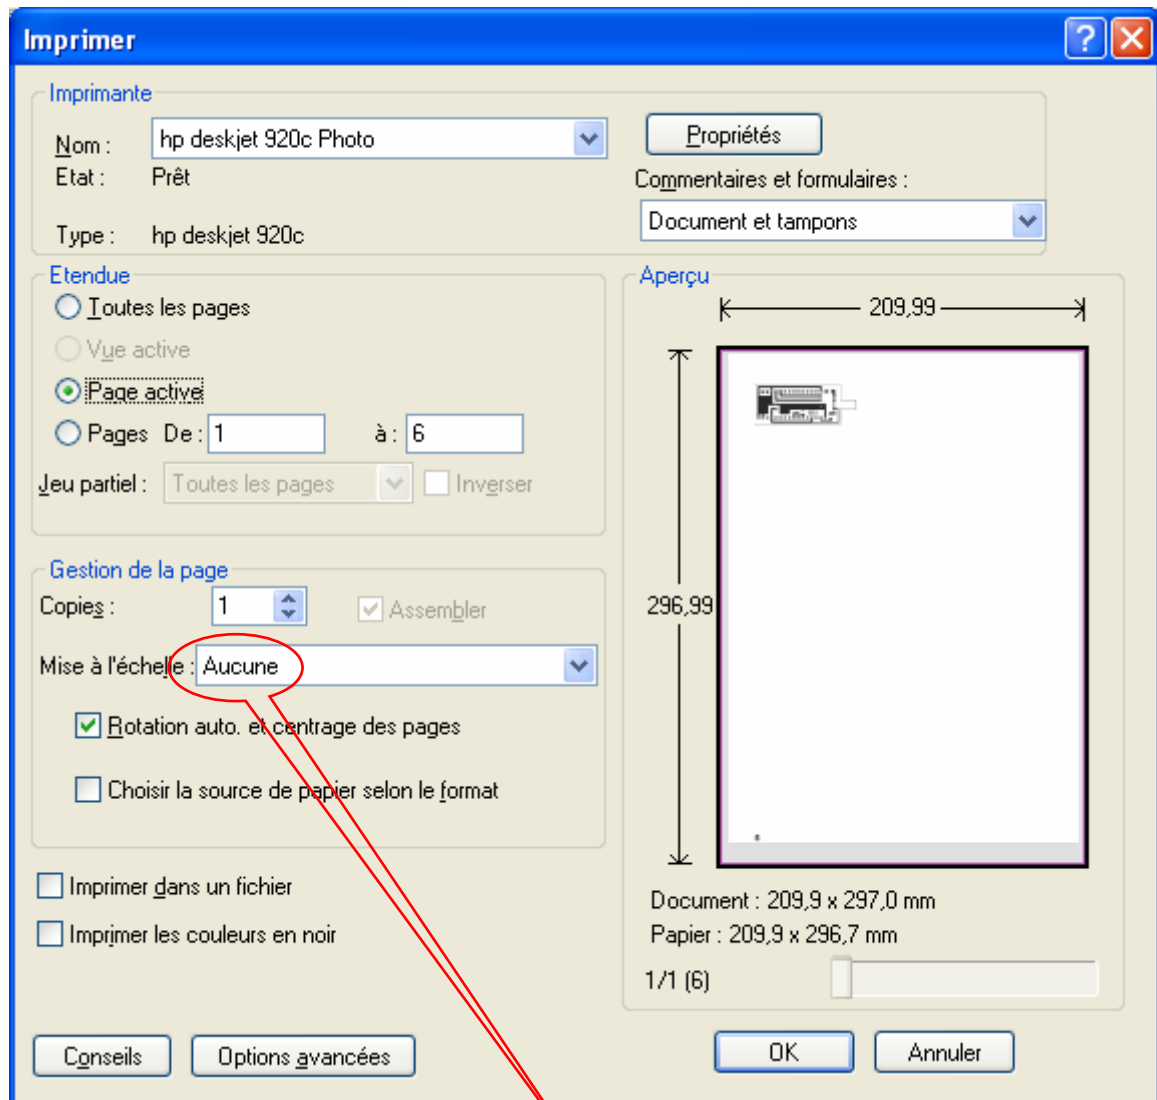 Imprimer
Imprimante
Nom : hp deskjet 920c Photo Propriétés
Etat : Prêt Commentaires et formulaires :
Document et tampons
Type : hp deskjet 920c
Etendue Aperçu
Toutes les pages 209,99
Vue active
Page active
Pages De : 1 à : 6
Jeu partiel : Toutes les pages Inverser
Gestion de la page
Copies : 1 Assembler 296,99
Mise à l'échelle : Aucune
Rotation auto. et centrage des pages
Choisir la source de papier selon le format
Imprimer dans un fichier
Document : 209,9 x 297,0 mm
Imprimer les couleurs en noir
Papier : 209,9 x 296,7 mm
1/1 (6)
Conseils Options avancées OK Annuler